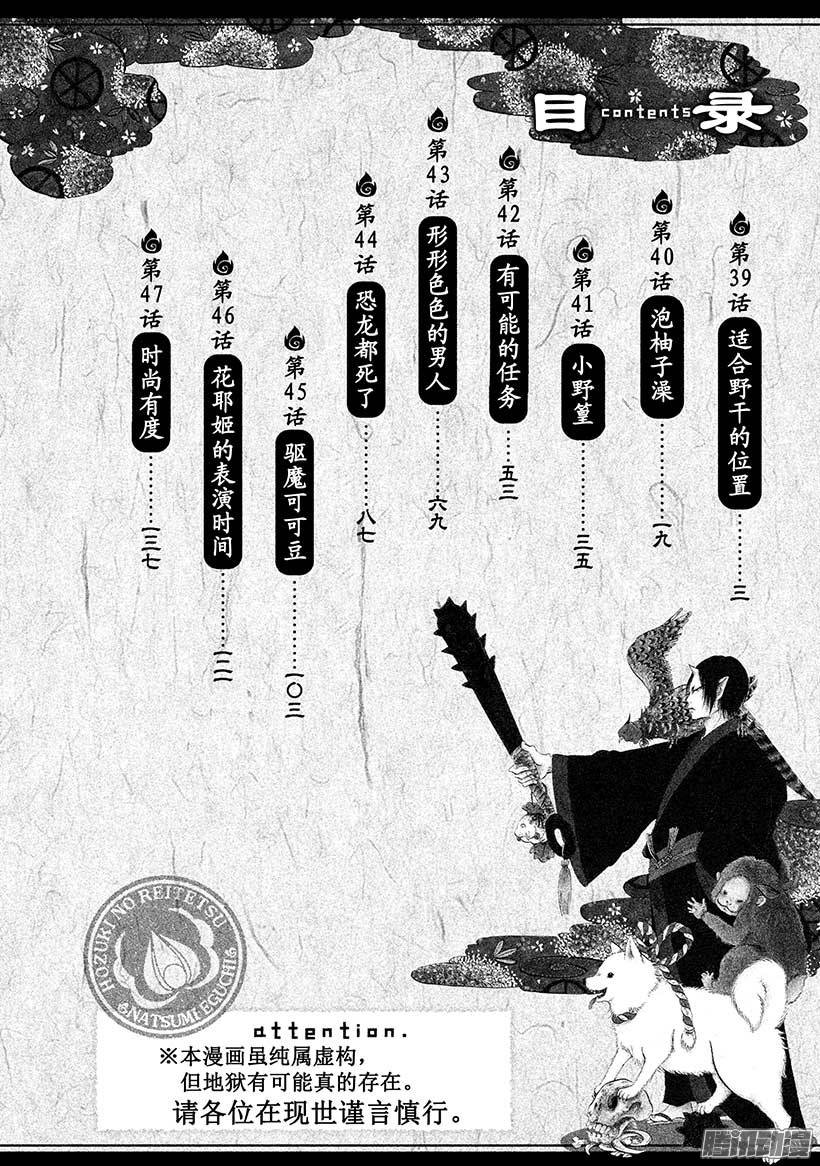 目 contents 录
第39话 适合野干的位置…………三
第40话 泡柚子澡…………一九
第41话 小野篁…………三五
第42话 有可能的任务……五三
第43话 形形色色的男人…………六九
第44话 恐龙都死了…………八七
第45话 驱魔可可豆…………一〇三
第46话 花耶姬的表演时间…………一二一
第47话 时尚有度…………一三七
HOZUKI NO REITETSU
NATSUMI EGUCHI
attention.
※本漫画虽纯属虚构，
但地狱有可能真的存在。
请各位在现世谨言慎行。
腾讯动漫